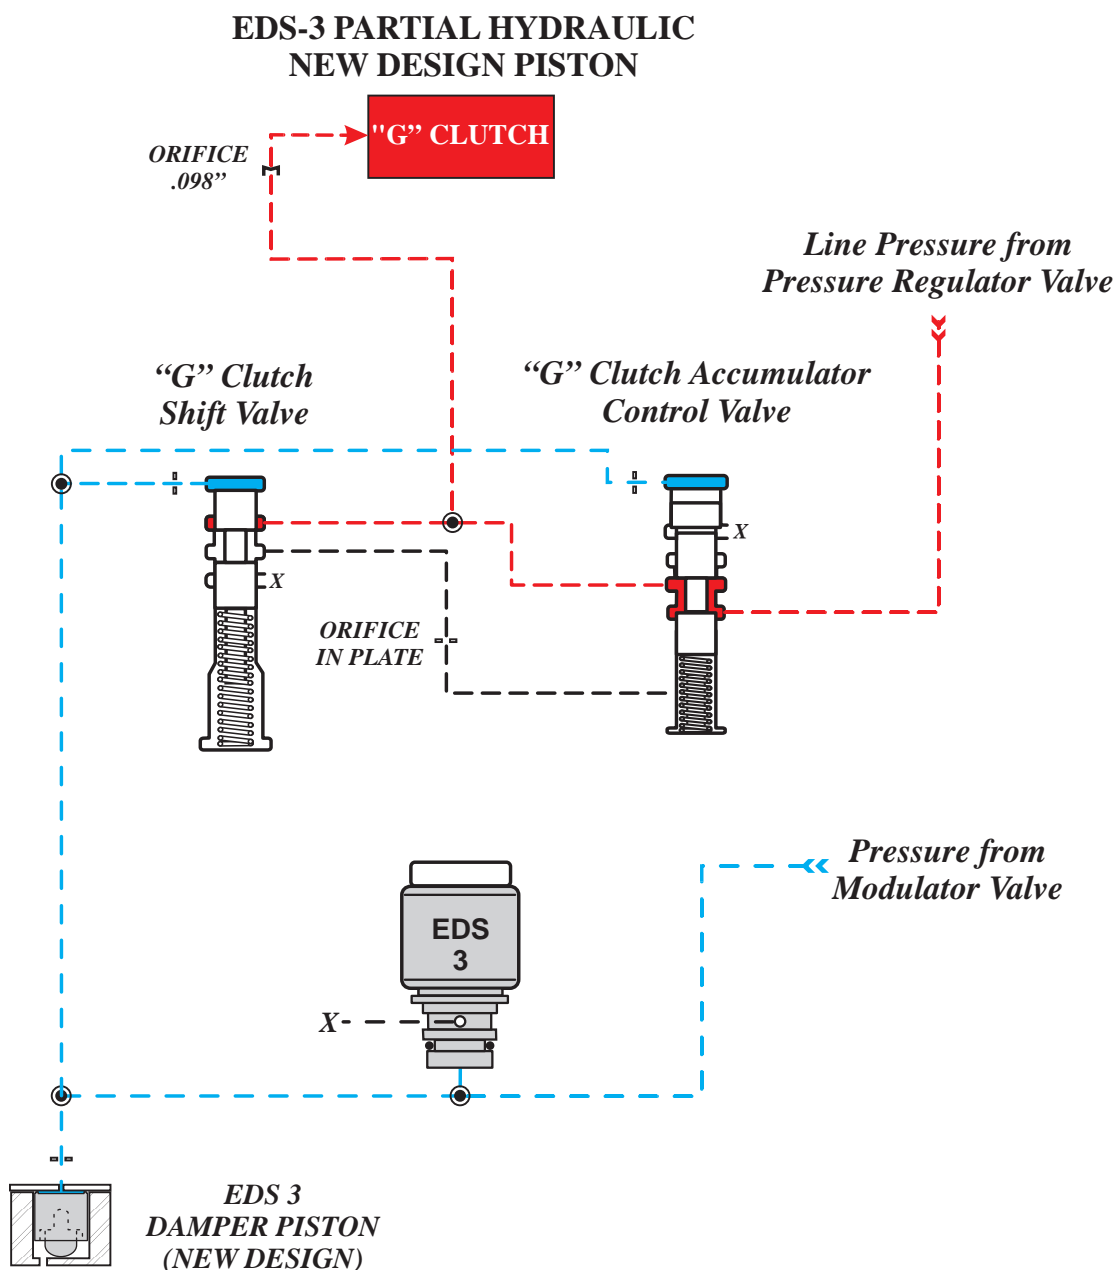 EDS-3 PARTIAL HYDRAULIC
NEW DESIGN PISTON
"G” CLUTCH
ORIFICE
.098”
Line Pressure from
Pressure Regulator Valve
“G” Clutch
Shift Valve
“G” Clutch Accumulator
Control Valve
X
X
ORIFICE
IN PLATE
Pressure from
Modulator Valve
EDS
3
X
EDS 3
DAMPER PISTON
(NEW DESIGN)